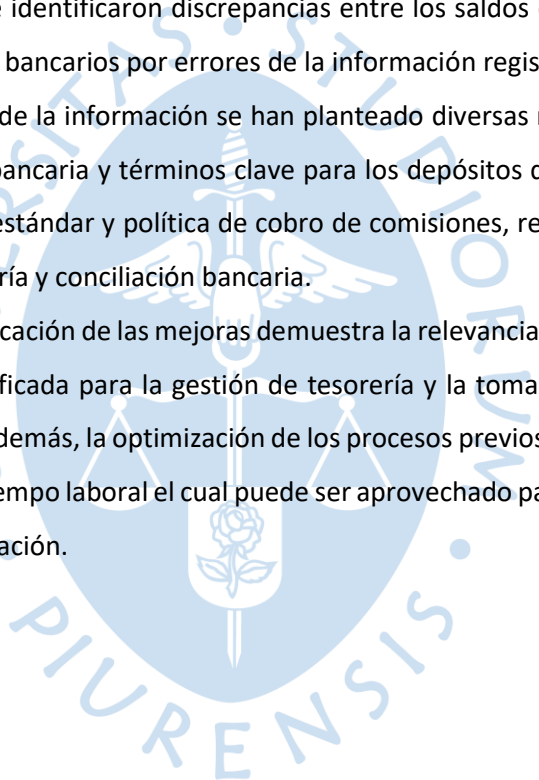 identificaron discrepancias entre los saldos
bancarios por errores de la información regis
de la información se han planteado diversas
bancaria y términos clave para los depósitos
estándar y política de cobro de comisiones, re
ría y conciliación bancaria.
cación de las mejoras demuestra la relevancia
ficada para la gestión de tesorería y la toma
demás, la optimización de los procesos previos
empo laboral el cual puede ser aprovechado pa
ación.
SITAS • STUDIORUM
• PIURENSIS •